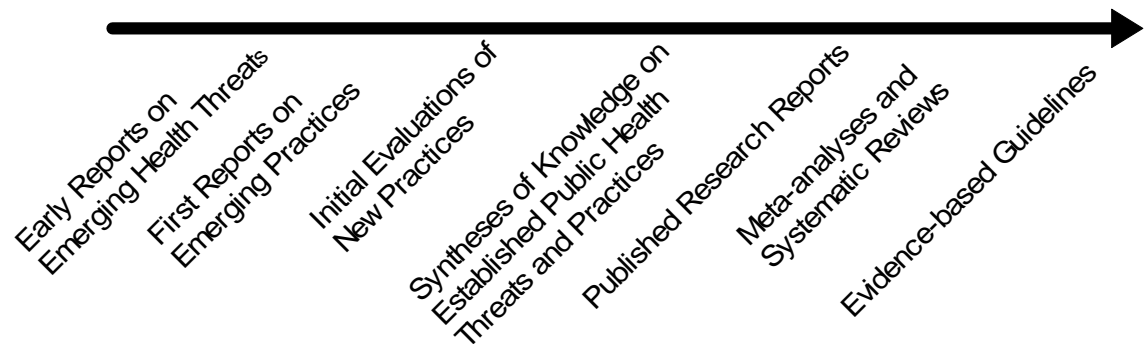 Early Reports on
Emerging Health Threats
First Reports on
Emerging Practices
Initial Evaluations of
New Practices
Syntheses of Knowledge on
Established Public Health
Threats and Practices
Published Research Reports
Meta-analyses and
Systematic Reviews
Evidence-based Guidelines